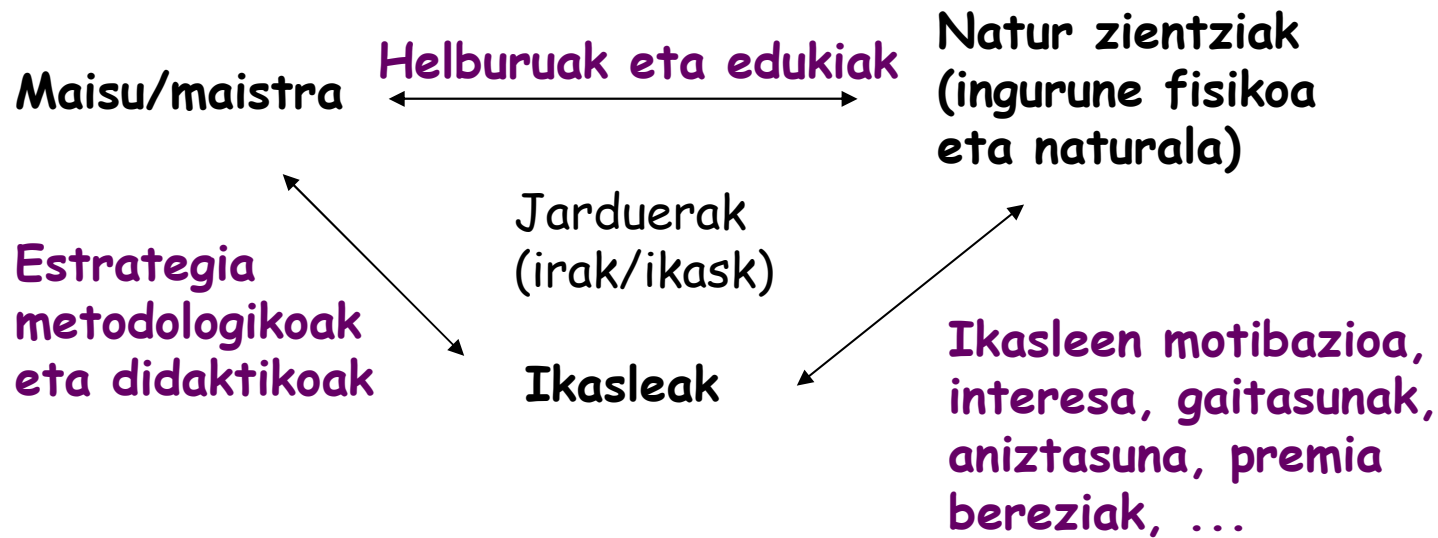 Maisu/maistra
Helburuak eta edukiak
Natur zientziak
(ingurune fisikoa
eta naturala)
Jarduerak
(irak/ikask)
Estrategia
metodologikoak
eta didaktikoak
Ikasleak
Ikasleen motibazioa,
interesa, gaitasunak,
aniztasuna, premia
bereziak, ...